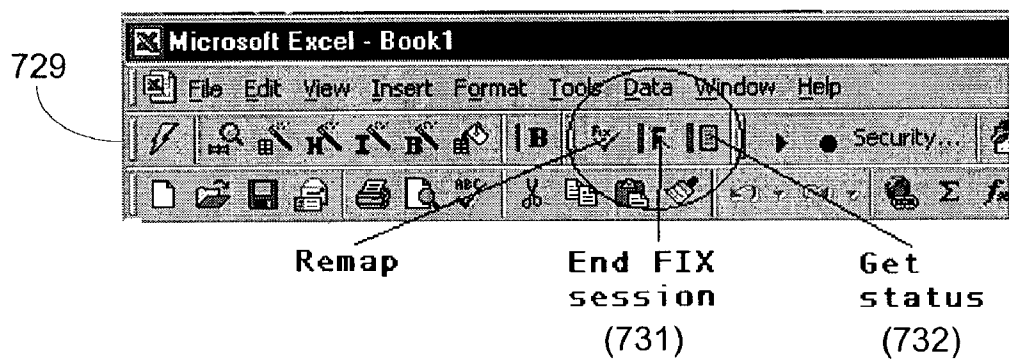 Microsoft Excel - Book1
729
File Edit View Insert Format Tools Data Window Help
B Security...
ABC
Remap
End FIX session
(731)
Get status
(732)